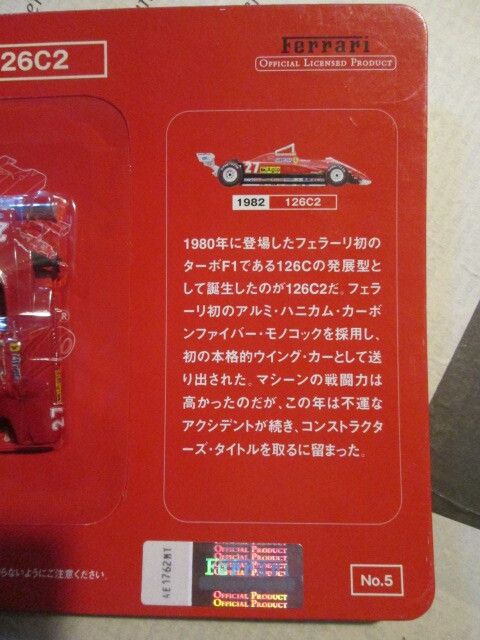 26C2
Ferrari
OFFICIAL LICENSED PRODUCT
27
1982 126C2
1980年に登場したフェラーリ初の
ターボF1である126Cの発展型と
して誕生したのが126C2だ。フェラ
ーリ初のアルミ・ハニカム・カーボ
ンファイバー・モノコックを採用し、
初の本格的ウイング・カーとして送
り出された。マシーンの戦闘力は
高かったのだが、この年は不運な
アクシデントが続き、コンストラクタ
ーズ・タイトルを取るに留まった。
27
AE1762MT
OFFICIAL PRODUCT
OFFICIAL PRODUCT
Ferrari
OFFICIAL PRODUCT
OFFICIAL PRODUCT
らないようにご注意ください。
No.5